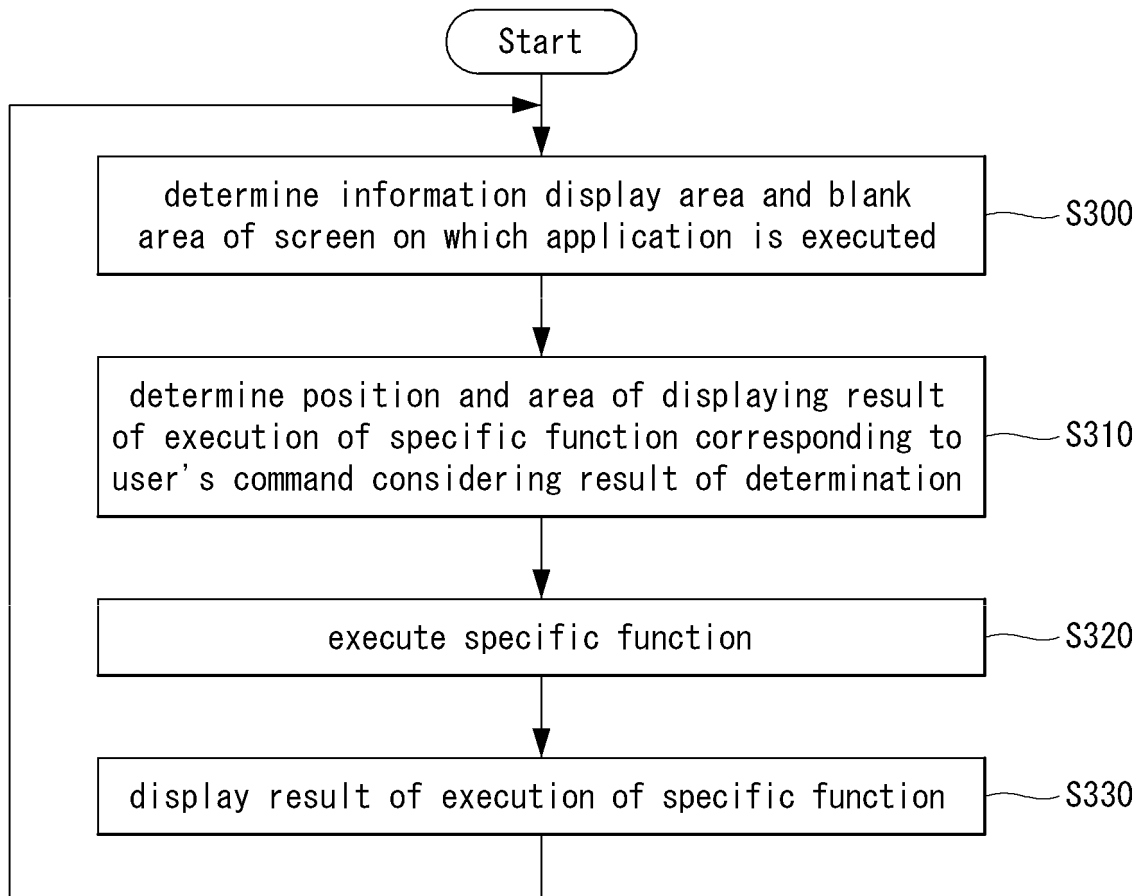 Start
determine information display area and blank
area of screen on which application is executed
S300
determine position and area of displaying result
of execution of specific function corresponding to
user's command considering result of determination
S310
execute specific function
S320
display result of execution of specific function
S330